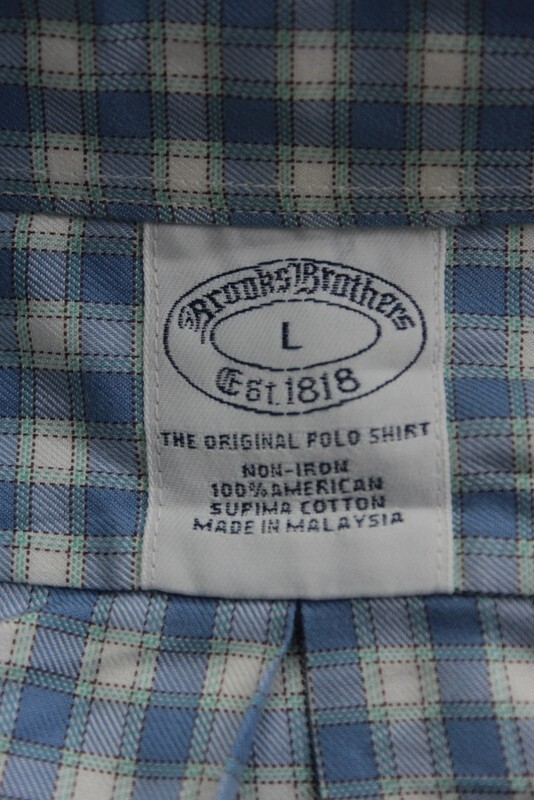 Brooks Brothers
L
Est. 1818
THE ORIGINAL POLO SHIRT
NON-IRON
100% AMERICAN
SUPIMA COTTON
MADE IN MALAYSIA